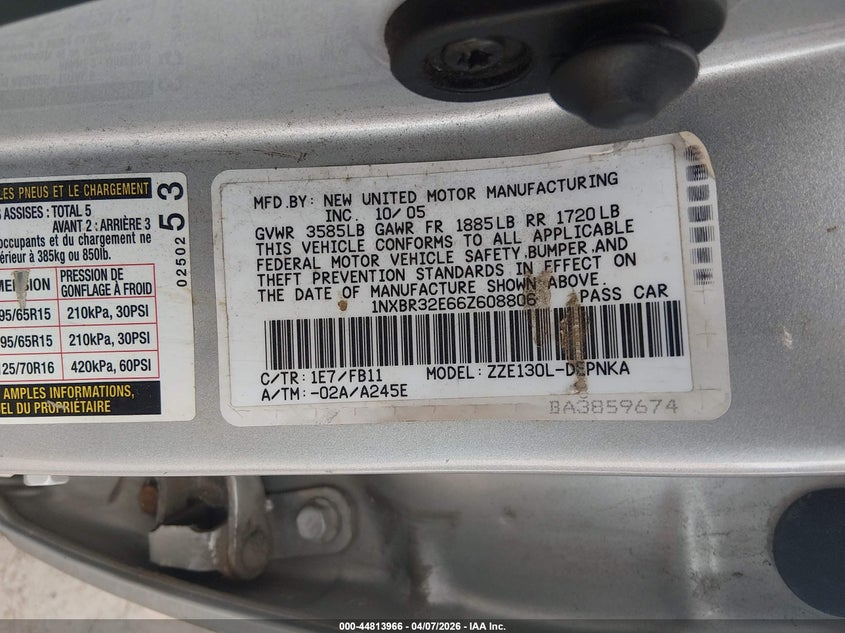 LES PNEUS ET LE CHARGEMENT
ASSISES: TOTAL 5
AVANT 2: ARRIÈRE 3
occupants et du chargement ne
à 385kg ou 850lb.
PRESSION DE
GONFLAGE À FROID
95/65R15 210kPa, 30PSI
95/65R15 210kPa, 30PSI
125/70R16 420kPa, 60PSI
AMPLES INFORMATIONS,
DU PROPRIÉTAIRE
02502 53
MFD.BY: NEW UNITED MOTOR MANUFACTURING
INC. 10/05
GVWR 3585LB GAWR FR 1885LB RR 1720LB
THIS VEHICLE CONFORMS TO ALL APPLICABLE
FEDERAL MOTOR VEHICLE SAFETY,BUMPER,AND
THEFT PREVENTION STANDARDS IN EFFECT ON
THE DATE OF MANUFACTURE SHOWN ABOVE.
1NXBR32E66Z608806 PASS CAR
C/TR: 1E7/FB11 MODEL: ZZE130L-DEPNKA
A/TM: -02A/A245E
BA3859674
000-44813966 - 04/07/2026 - IAA Inc.